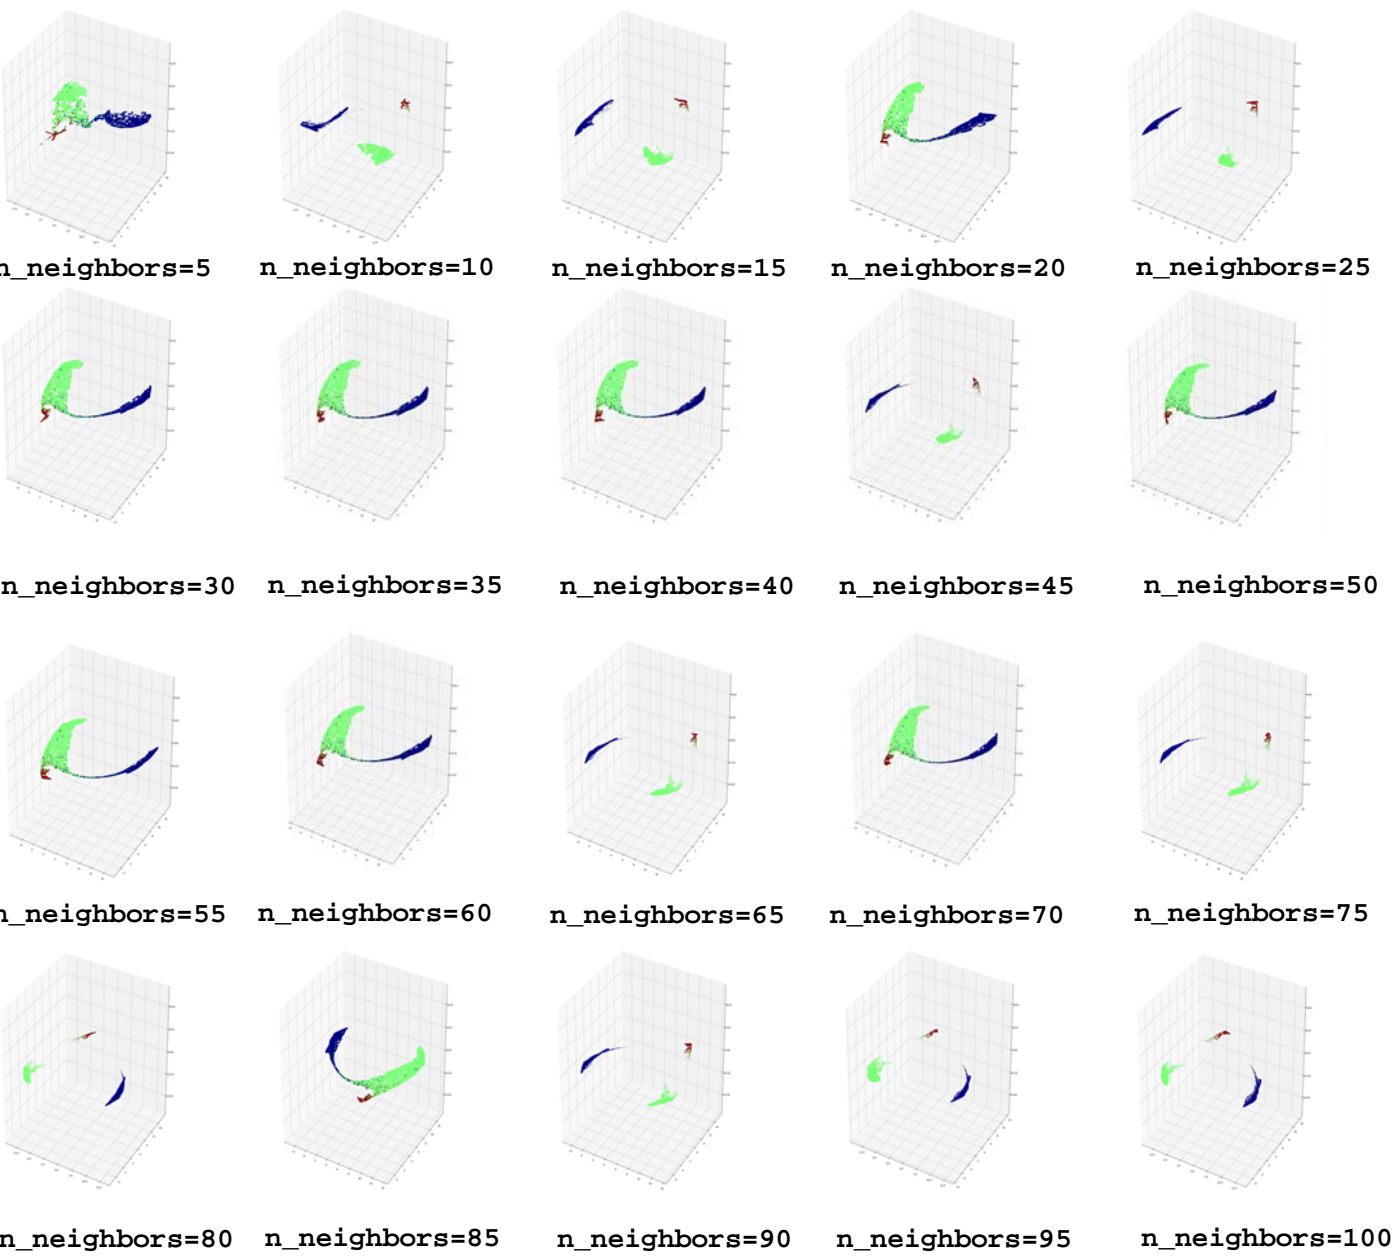 n_neighbors=5 n_neighbors=10 n_neighbors=15 n_neighbors=20 n_neighbors=25
n_neighbors=30 n_neighbors=35 n_neighbors=40 n_neighbors=45 n_neighbors=50
n_neighbors=55 n_neighbors=60 n_neighbors=65 n_neighbors=70 n_neighbors=75
n_neighbors=80 n_neighbors=85 n_neighbors=90 n_neighbors=95 n_neighbors=100